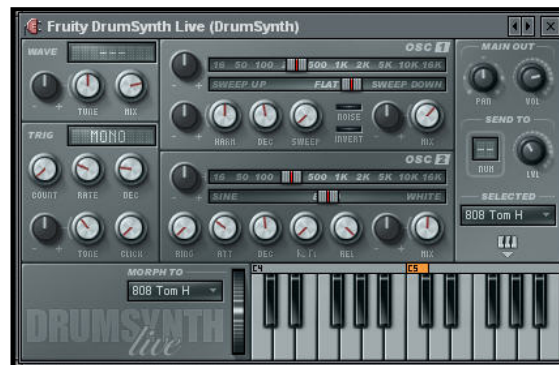 Fruity DrumSynth Live (DrumSynth)
WAVE ---
TUNE MIX
TRIG MONO
COUNT RATE DEC
TONE CLICK
OSC 1
16 50 100 500 1K 2K 5K 10K 16K
SWEEP UP FLAT SWEEP DOWN
HARM DEC SWEEP NOISE INVERT MIX
OSC 2
16 50 100 500 1K 2K 5K 10K 16K
SINE WHITE
RING ATT DEC REL MIX
MAIN OUT
PAN VOL
SEND TO
--
NUM LVL
SELECTED
808 Tom H
MORPH TO
808 Tom H
DRUMSYNTH
live
C4 C5